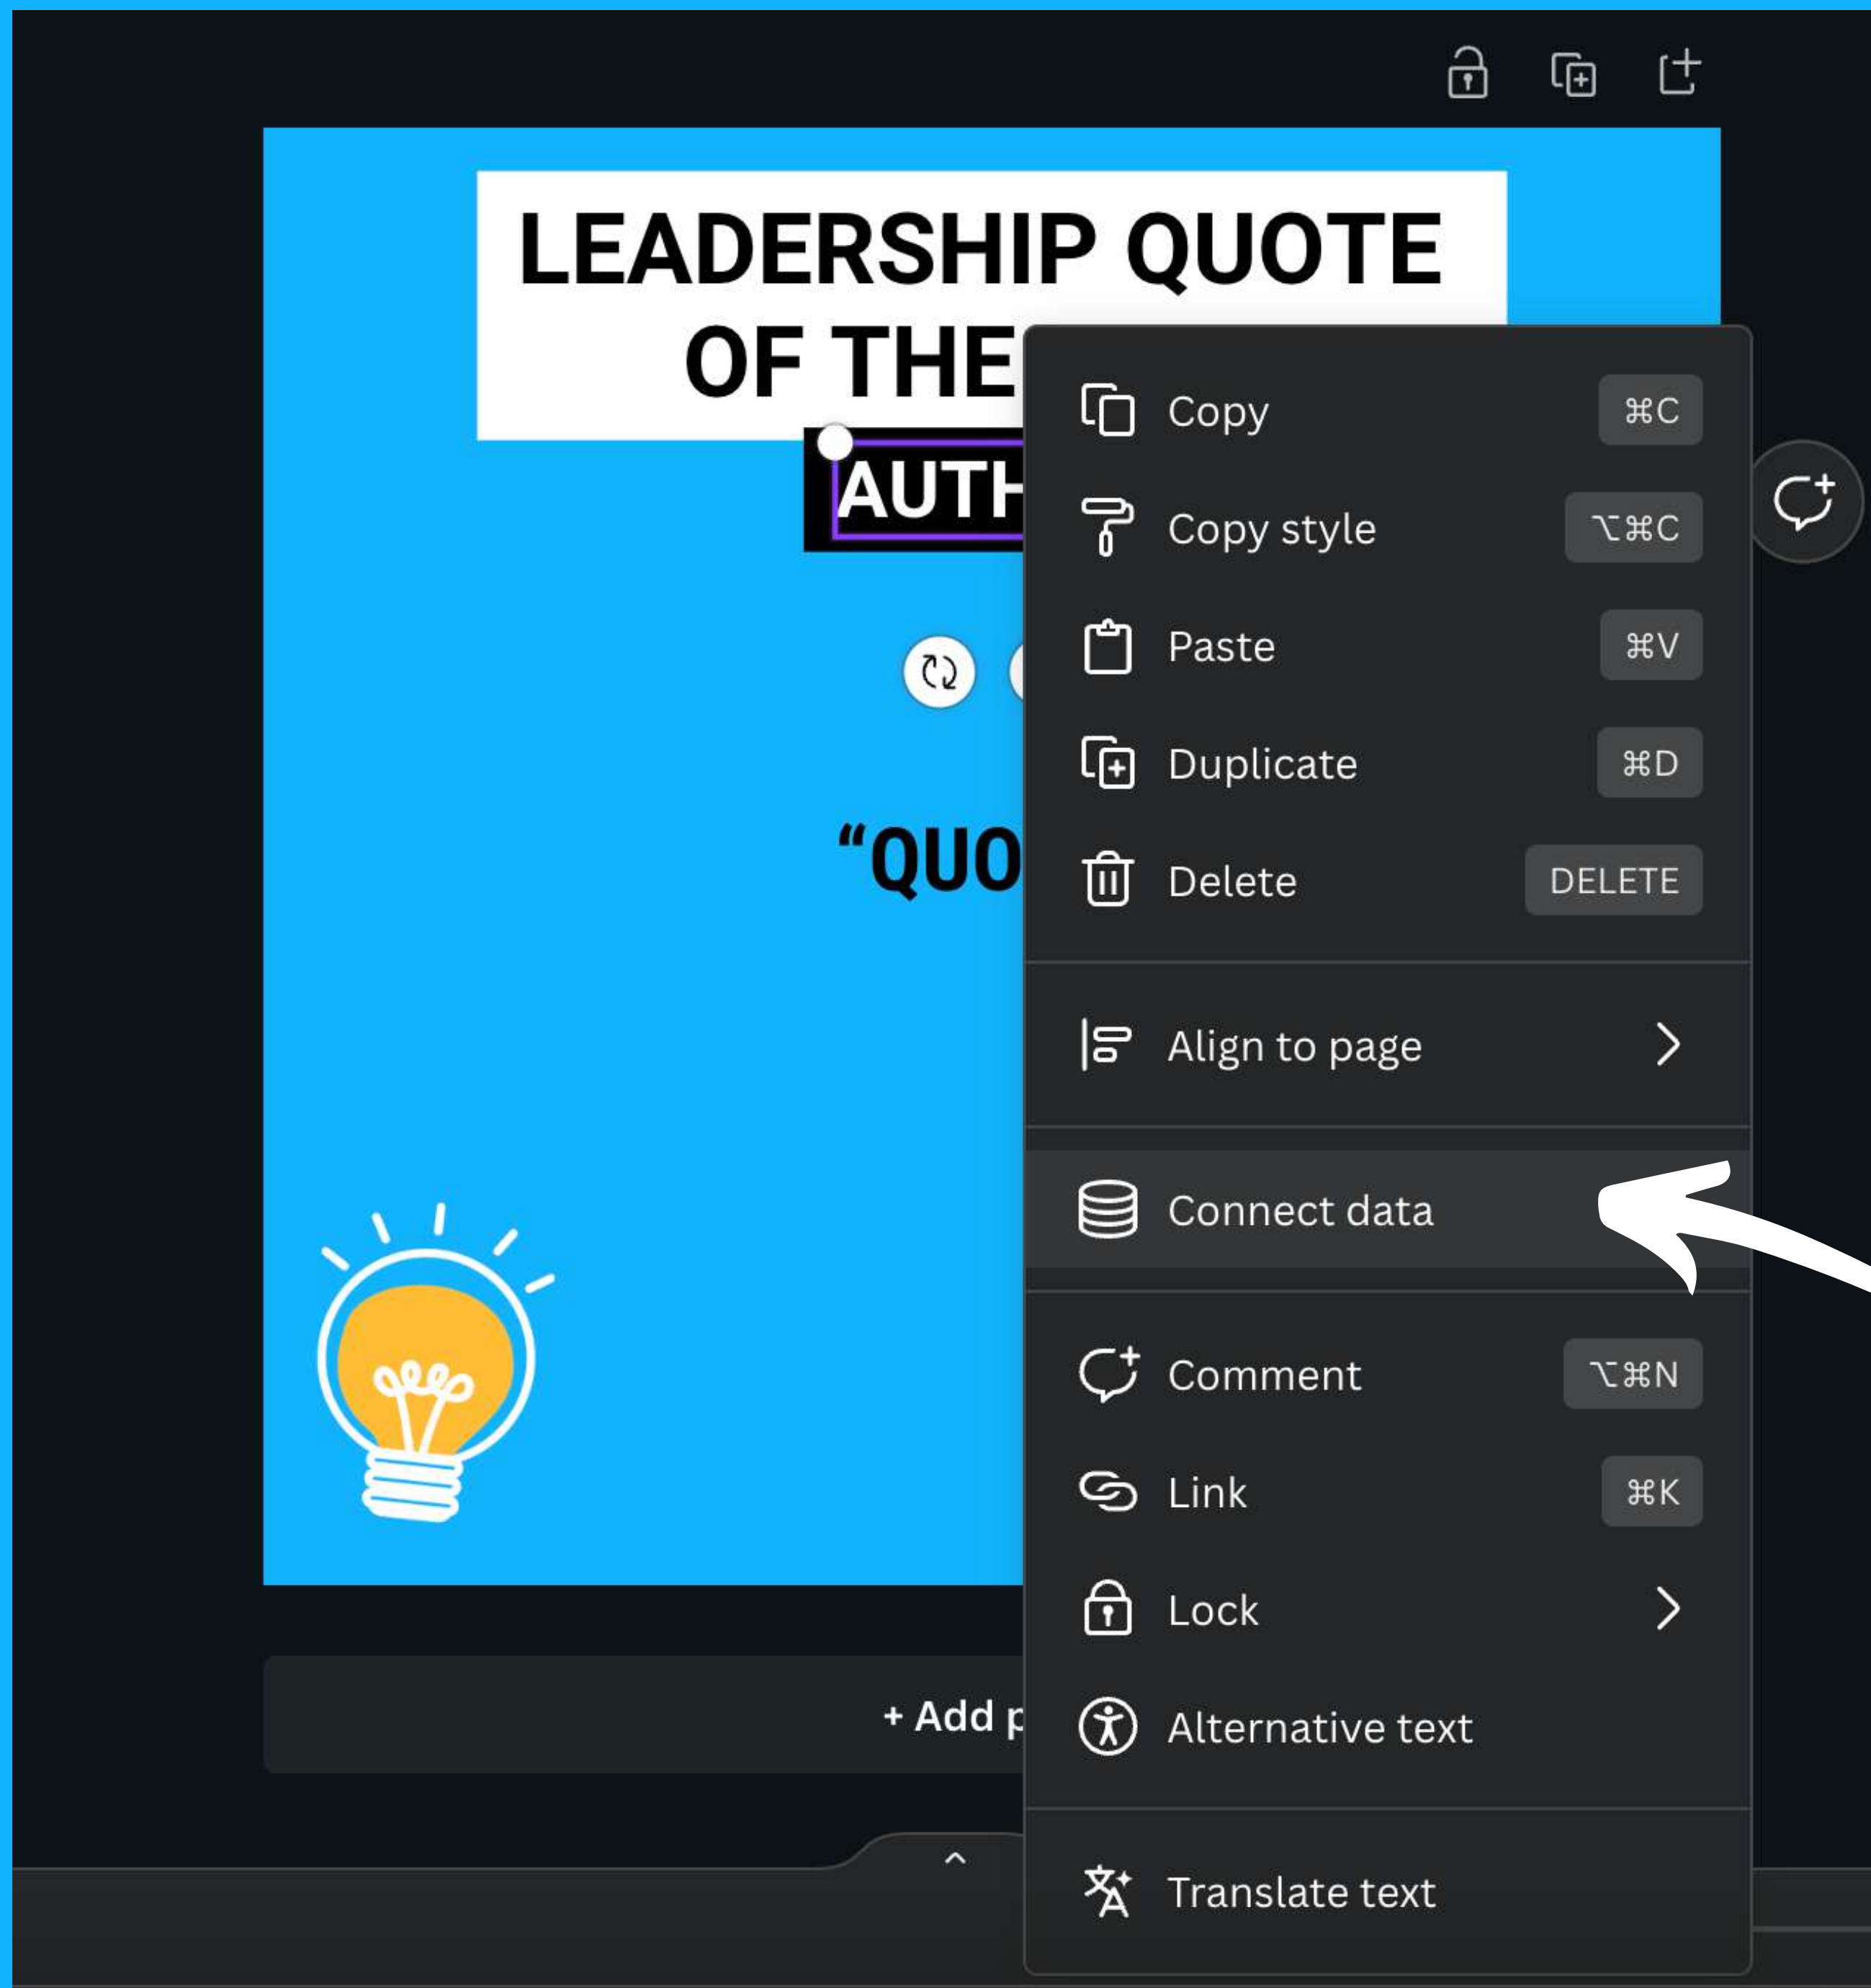 LEADERSHIP QUOTE
OF THE
AUTH
“QUO
+ Add p
Copy ⌘C
Copy style ⌥⌘C
Paste ⌘V
Duplicate ⌘D
Delete DELETE
Align to page
Connect data
Comment ⌥⌘N
Link ⌘K
Lock
Alternative text
Translate text